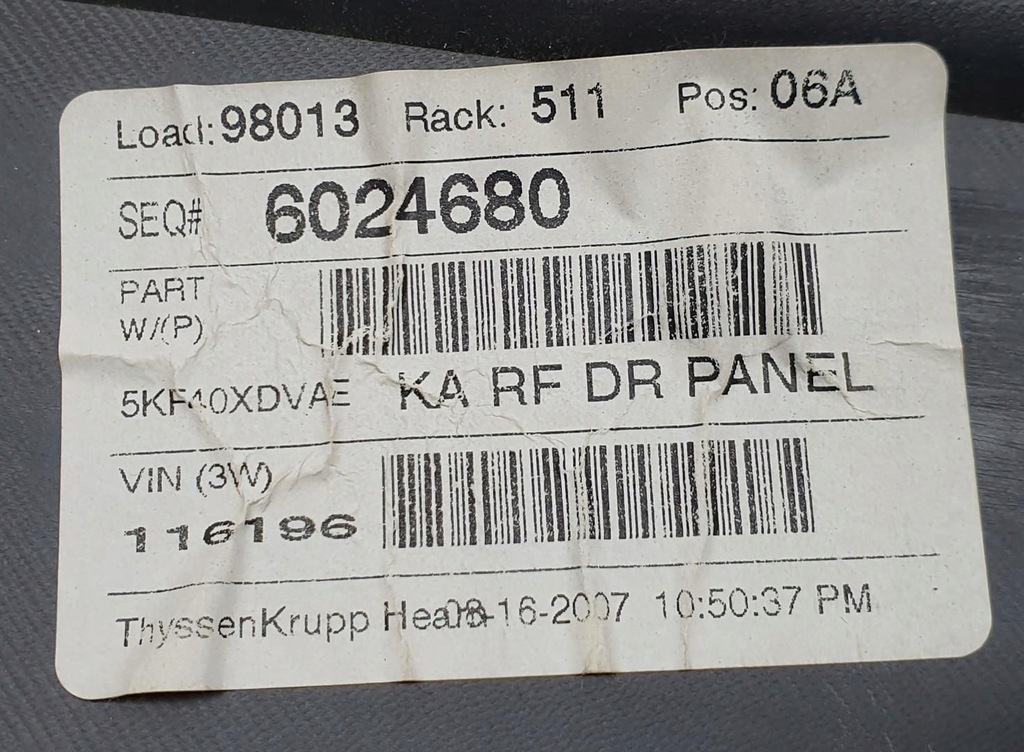 Load: 98013 Rack: 511 Pos: 06A
SEQ# 6024680
PART
W/(P)
5KF40XDVAE KA RF DR PANEL
VIN (3W)
116196
ThyssenKrupp 08-16-2007 10:50:37 PM